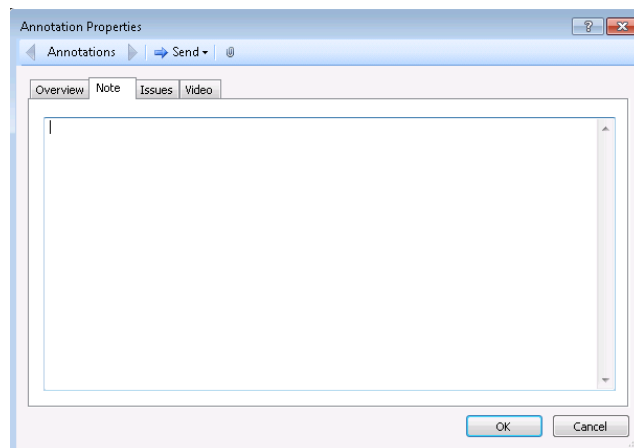 Annotation Properties
Annotations Send
Overview Note Issues Video
OK Cancel